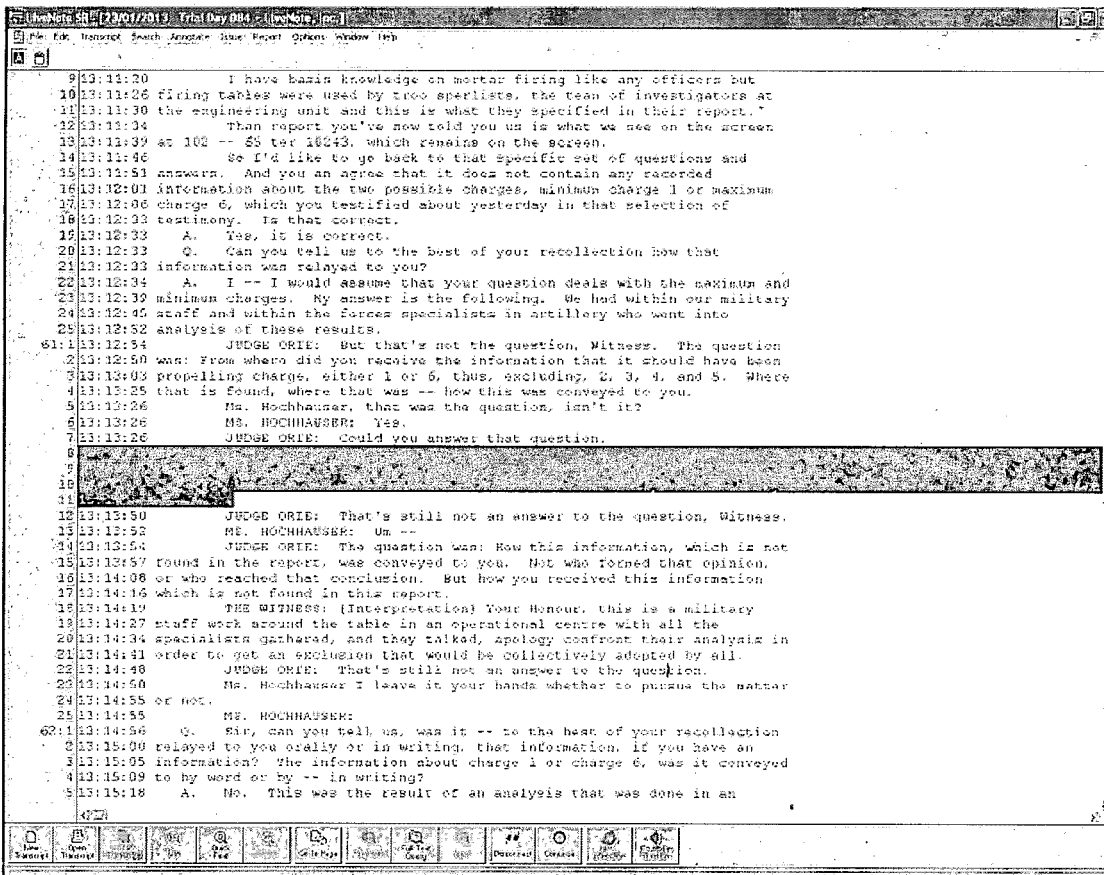 LiveNote SR - [23/01/2013 Trial Day 084 - LiveNote, Inc.]
File Edit Transcript Search Annotate Issue Report Options Window Help
9 13:11:20 I have basis knowledge on mortar firing like any officers but
10 13:11:26 firing tables were used by troo sperlists, the team of investigators at
11 13:11:30 the engineering unit and this is what they specified in their report."
12 13:11:34 Than report you've now told you us is what we see on the screen
13 13:11:39 at 102 -- 65 ter 10243, which remains on the screen.
14 13:11:46 So I'd like to go back to that specific set of questions and
15 13:11:51 answers. And you an agree that it does not contain any recorded
16 13:12:01 information about the two possible charges, minimum charge 1 or maximum
17 13:12:06 charge 6, which you testified about yesterday in that selection of
18 13:12:33 testimony. Is that correct.
19 13:12:33 A. Yes, it is correct.
20 13:12:33 Q. Can you tell us to the best of your recollection how that
21 13:12:33 information was relayed to you?
22 13:12:34 A. I -- I would assume that your question deals with the maximum and
23 13:12:39 minimum charges. My answer is the following. We had within our military
24 13:12:45 staff and within the forces specialists in artillery who went into
25 13:12:52 analysis of these results.
61:1 13:12:54 JUDGE ORIE: But that's not the question, Witness. The question
2 13:12:50 was: From where did you receive the information that it should have been
3 13:13:03 propelling charge, either 1 or 6, thus, excluding, 2, 3, 4, and 5. Where
4 13:13:25 that is found, where that was -- how this was conveyed to you.
5 13:13:26 Ms. Hochhauser, that was the question, isn't it?
6 13:13:26 MS. HOCHHAUSER: Yes.
7 13:13:26 JUDGE ORIE: Could you answer that question.
8
9
10
11
12 13:13:50 JUDGE ORIE: That's still not an answer to the question, Witness.
13 13:13:52 MS. HOCHHAUSER: Um --
14 13:13:54 JUDGE ORIE: The question was: How this information, which is not
15 13:13:57 found in the report, was conveyed to you. Not who formed that opinion,
16 13:14:08 or who reached that conclusion. But how you received this information
17 13:14:16 which is not found in this report.
18 13:14:19 THE WITNESS: (Interpretation) Your Honour, this is a military
19 13:14:27 staff work around the table in an operational centre with all the
20 13:14:34 specialists gathered, and they talked, apology confront their analysis in
21 13:14:41 order to get an exclusion that would be collectively adopted by all.
22 13:14:48 JUDGE ORIE: That's still not an answer to the question.
23 13:14:50 Ms. Hochhauser I leave it your hands whether to pursue the matter
24 13:14:55 or not.
25 13:14:55 MS. HOCHHAUSER:
62:1 13:14:56 Q. Sir, can you tell us, was it -- to the best of your recollection
2 13:15:00 relayed to you orally or in writing, that information, if you have an
3 13:15:05 information? The information about charge 1 or charge 6, was it conveyed
4 13:15:09 to by word or by -- in writing?
5 13:15:18 A. No. This was the result of an analysis that was done in an
New Transcript Open Transcript Quick Find Go to Page Full Text Query Disconnect Continue